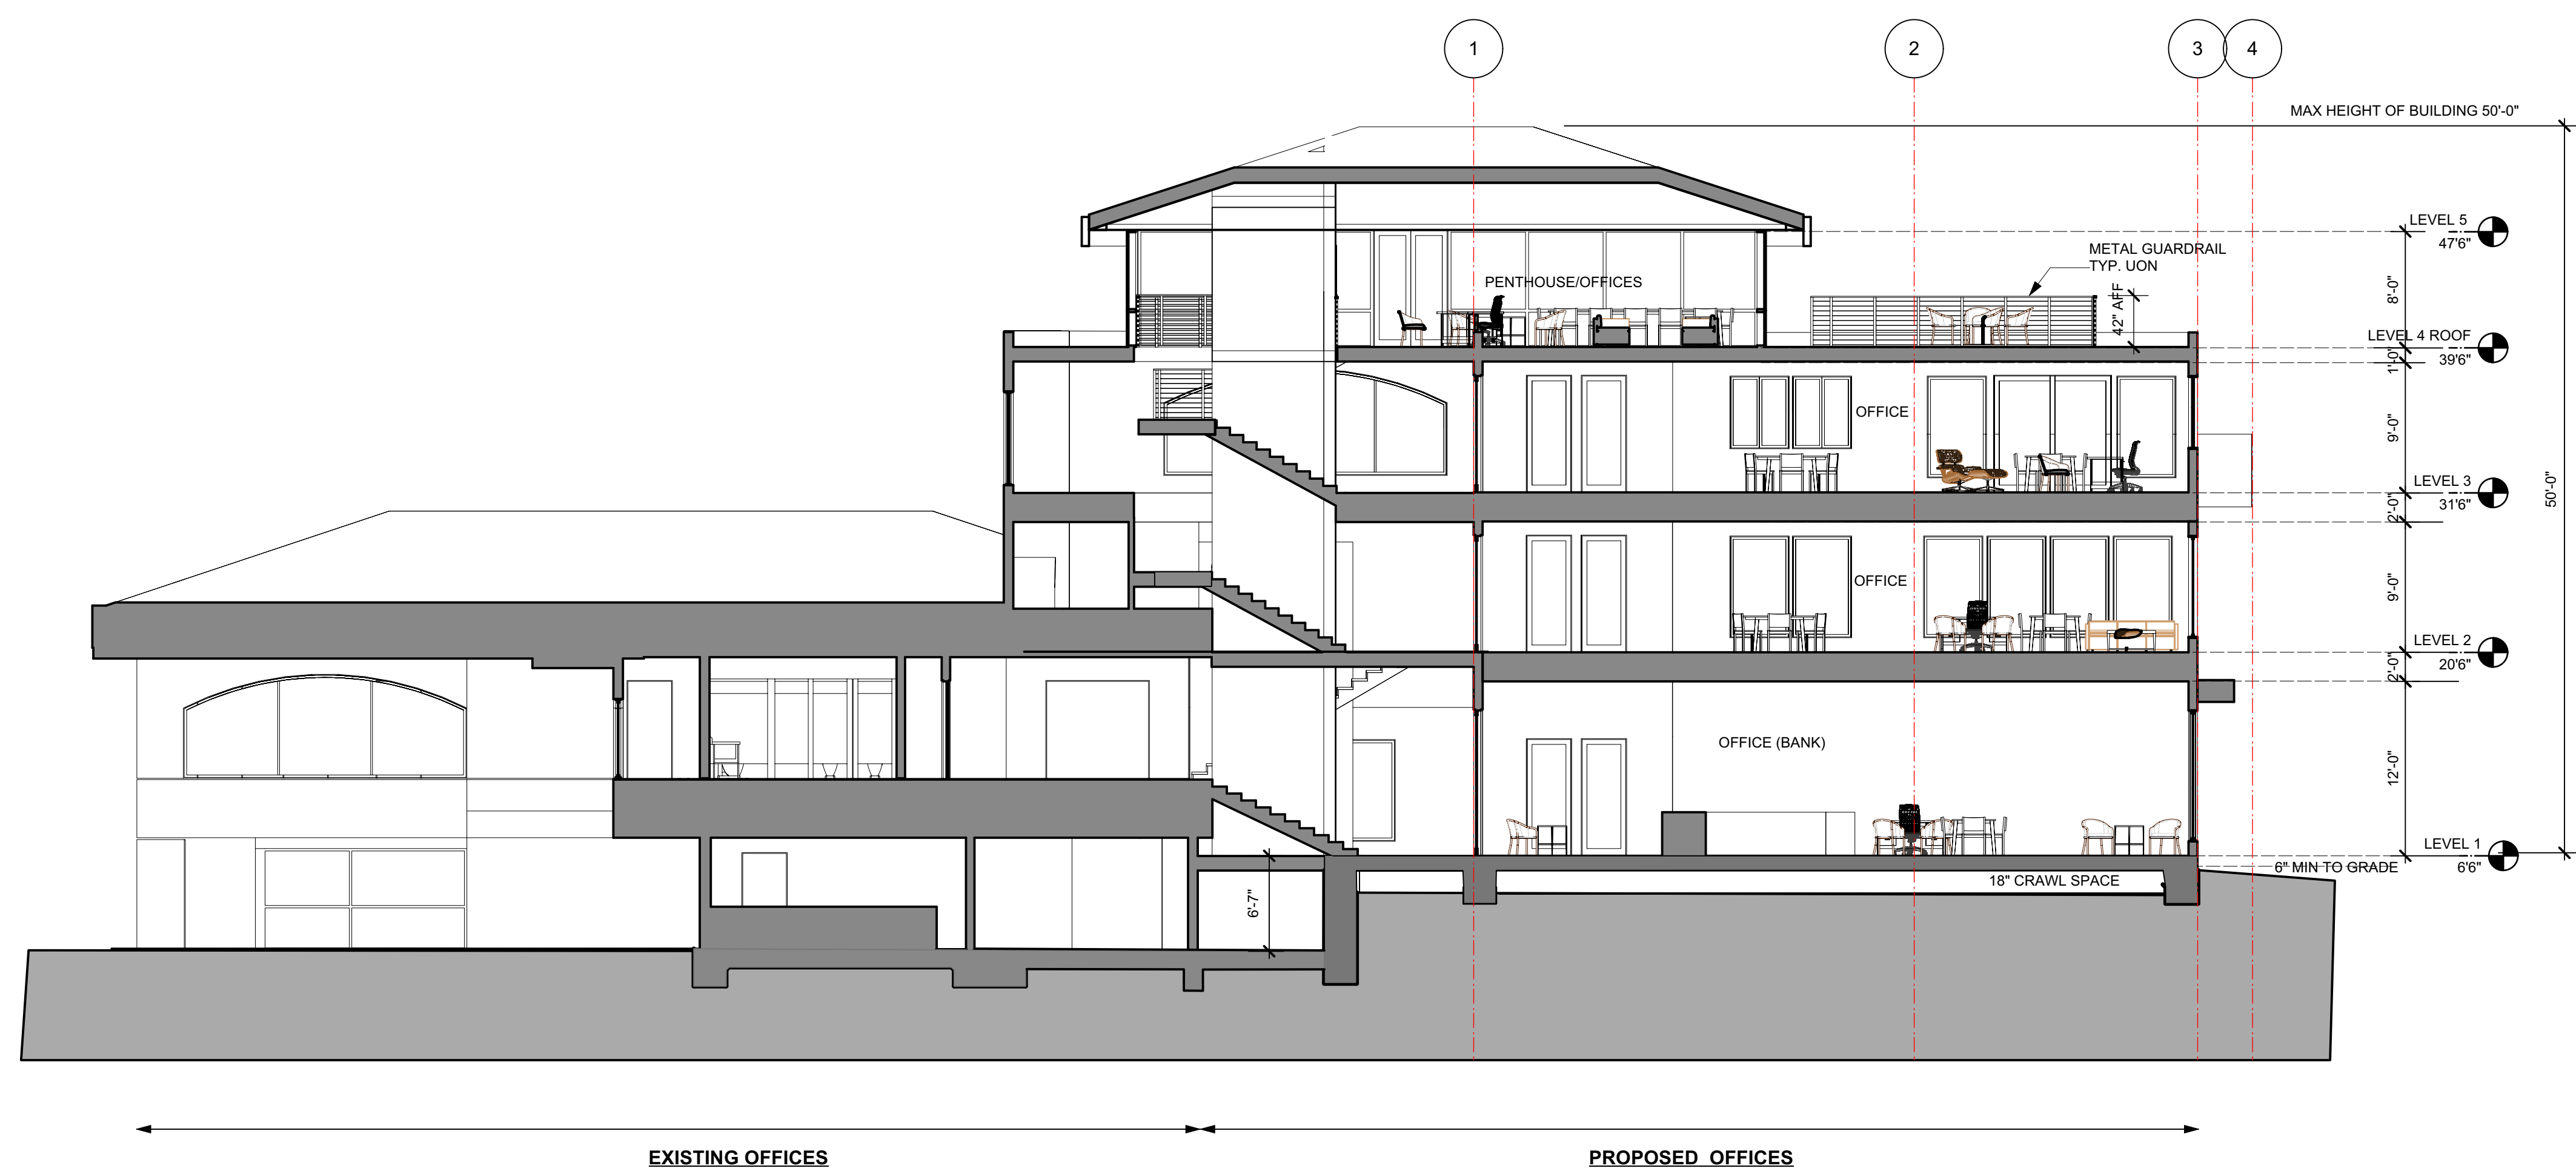 1
2
3
4
MAX HEIGHT OF BUILDING 50'-0"
LEVEL 5
47'6"
METAL GUARDRAIL
TYP. UON
PENTHOUSE/OFFICES
8'-0"
42" AFF
LEVEL 4 ROOF
39'6"
1'-0"
OFFICE
9'-0"
LEVEL 3
31'6"
50'-0"
2'-0"
OFFICE
9'-0"
LEVEL 2
20'6"
2'-0"
OFFICE (BANK)
12'-0"
LEVEL 1
6'6"
6" MIN TO GRADE
18" CRAWL SPACE
6'-7"
EXISTING OFFICES
PROPOSED OFFICES